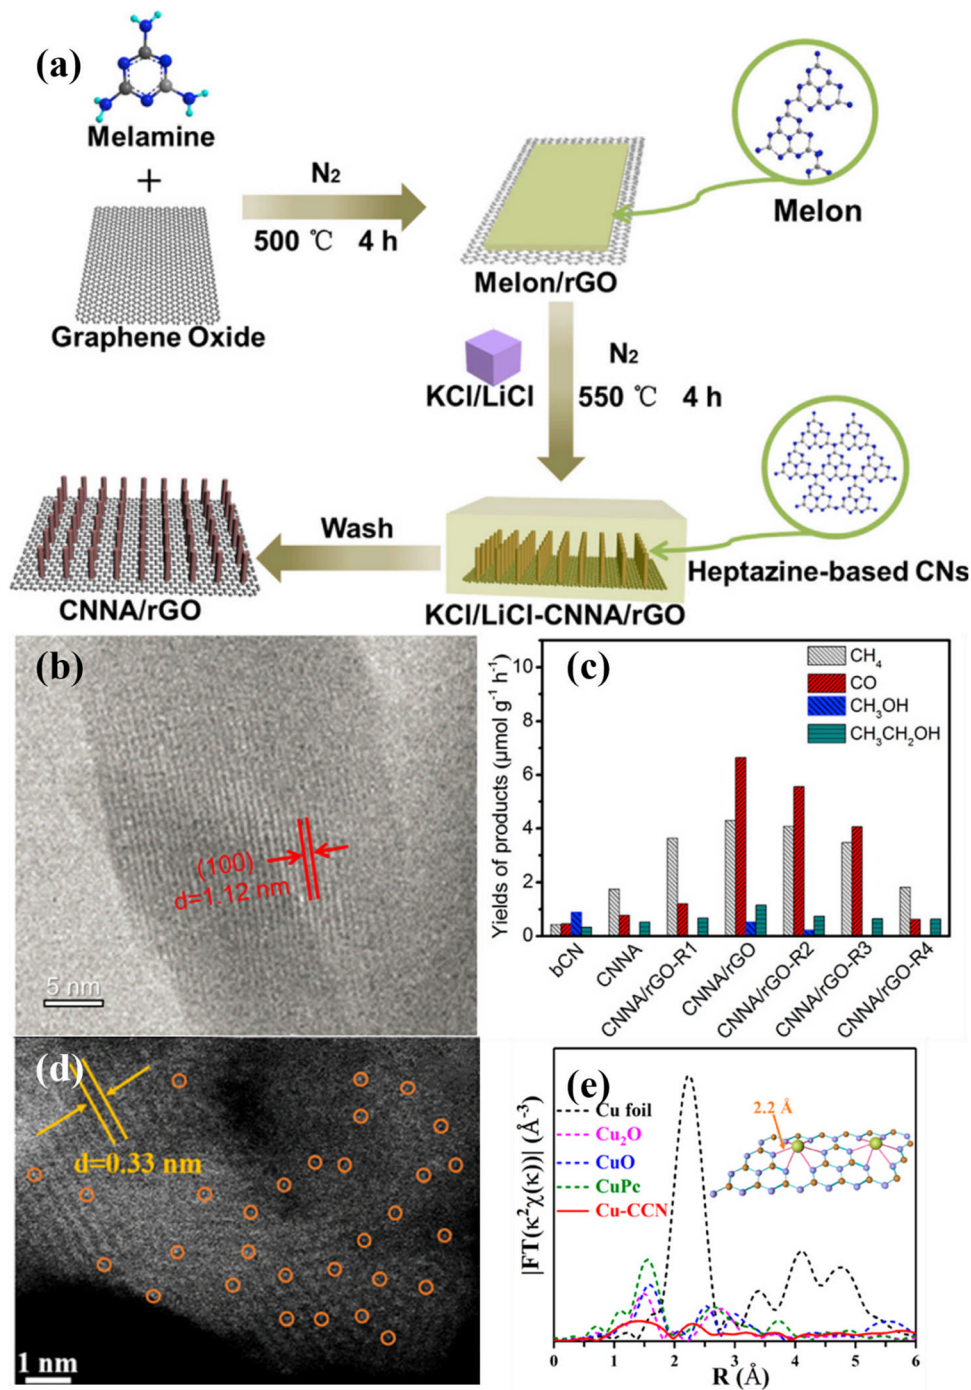 (a)
Melamine
+
Graphene Oxide
N₂
500 ℃ 4 h
Melon/rGO
Melon
KCl/LiCl
N₂
550 ℃ 4 h
Heptazine-based CNs
KCl/LiCl-CNNA/rGO
Wash
CNNA/rGO
(b)
(100)
d=1.12 nm
5 nm
(c)
CH₄
CO
CH₃OH
CH₃CH₂OH
Yields of products (μmol g⁻¹ h⁻¹)
10
8
6
4
2
0
bCN
CNNA
CNNA/rGO-R1
CNNA/rGO
CNNA/rGO-R2
CNNA/rGO-R3
CNNA/rGO-R4
(d)
d=0.33 nm
1 nm
(e)
Cu foil
Cu₂O
CuO
CuPc
Cu-CCN
2.2 Å
|FT(κ²χ(κ))| (Å⁻³)
0 1 2 3 4 5 6
R (Å)